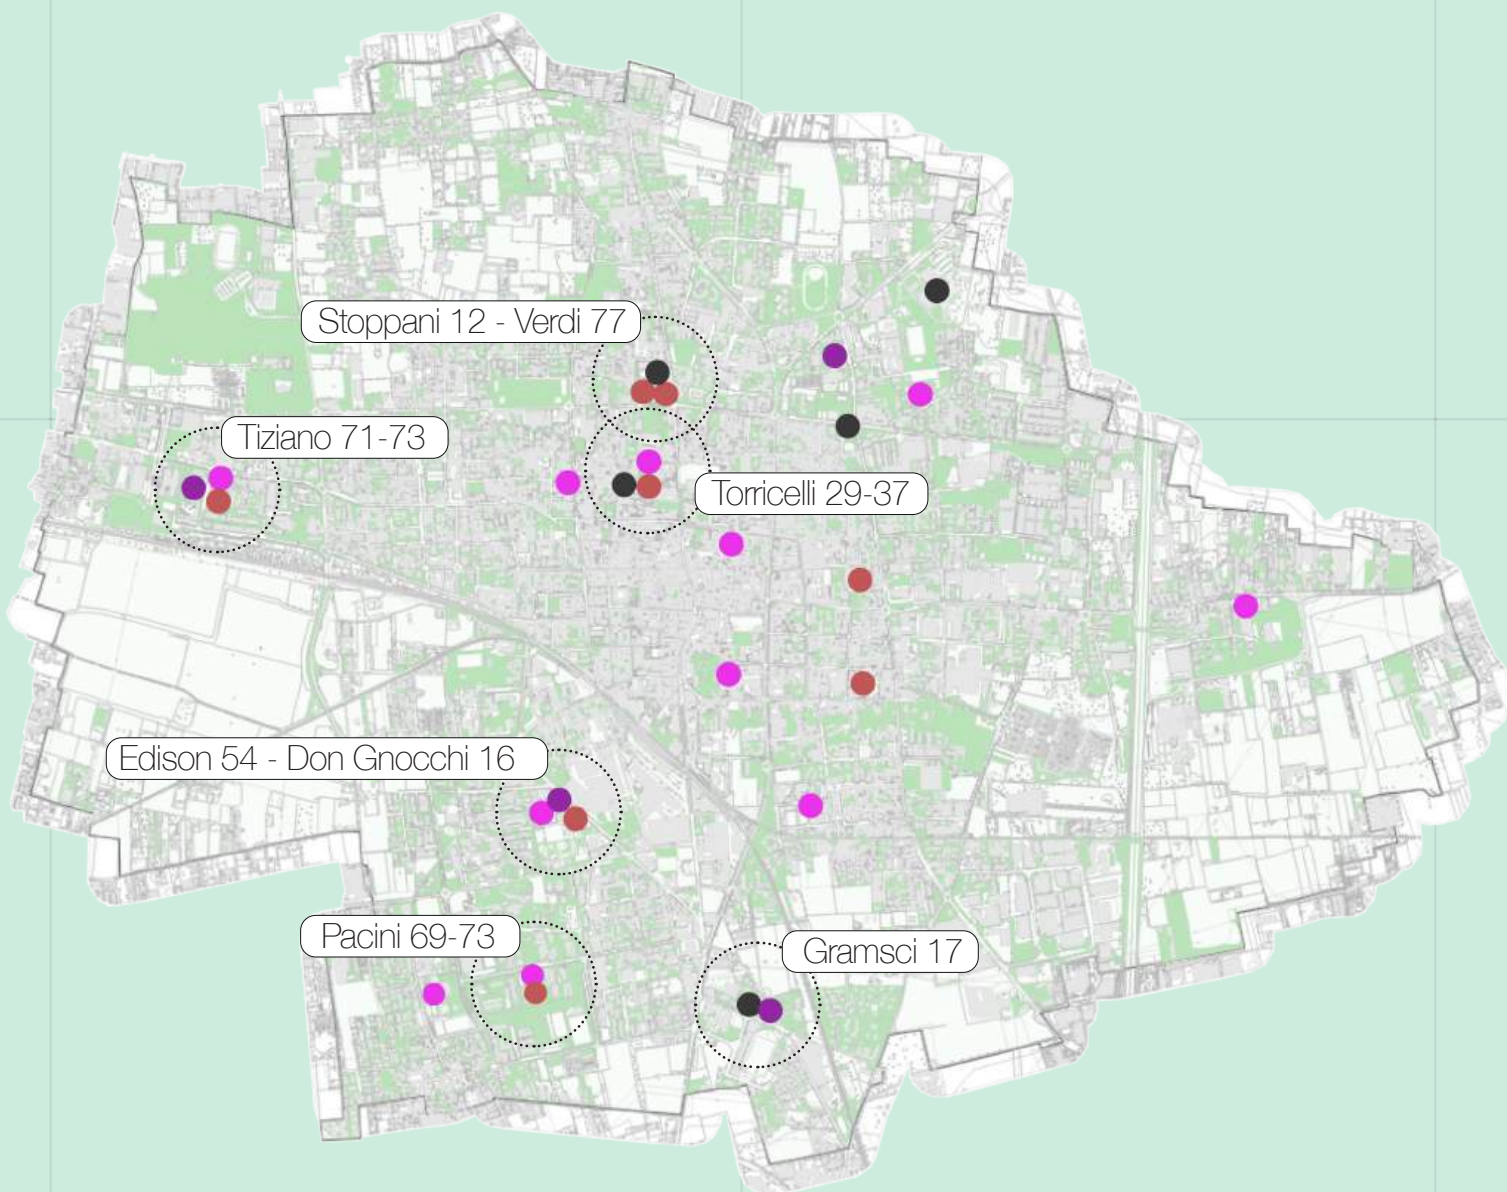 Stoppani 12 - Verdi 77
Tiziano 71-73
Torricelli 29-37
Edison 54 - Don Gnocchi 16
Pacini 69-73
Gramsci 17